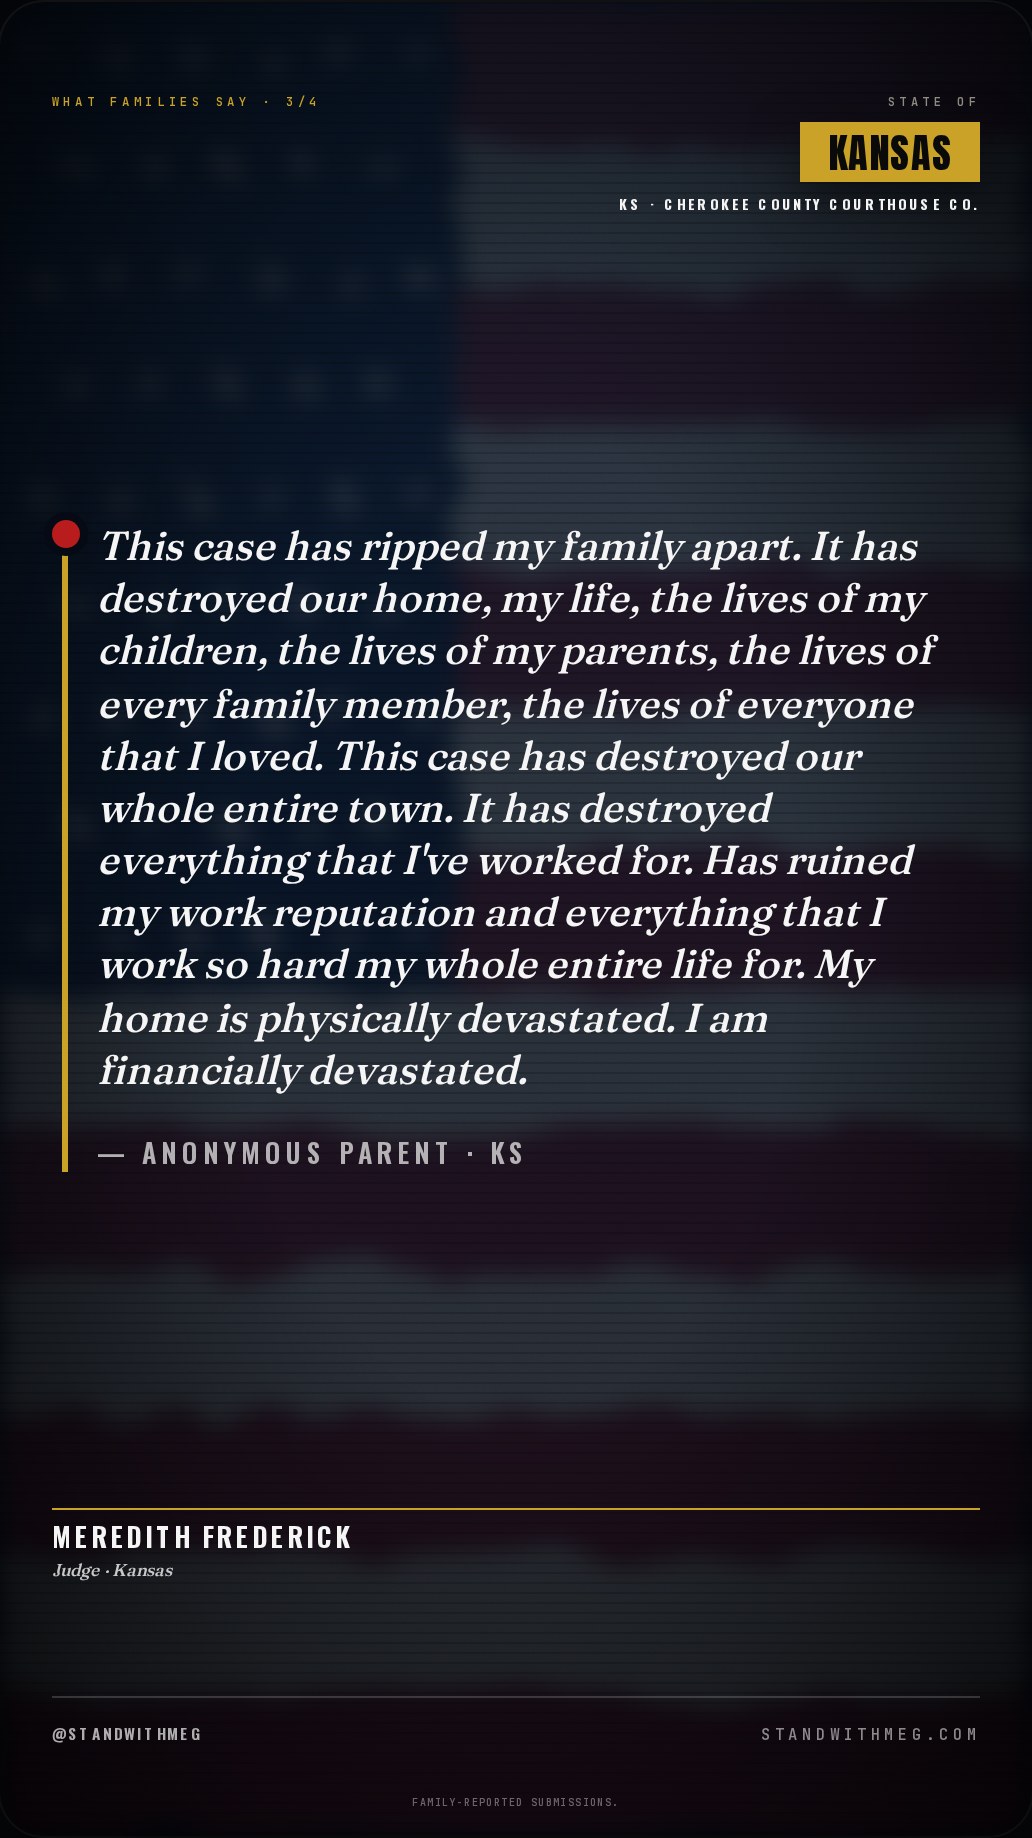 WHAT FAMILIES SAY · 3/4
STATE OF
KANSAS
KS · CHEROKEE COUNTY COURTHOUSE CO.
This case has ripped my family apart. It has
destroyed our home, my life, the lives of my
children, the lives of my parents, the lives of
every family member, the lives of everyone
that I loved. This case has destroyed our
whole entire town. It has destroyed
everything that I've worked for. Has ruined
my work reputation and everything that I
work so hard my whole entire life for. My
home is physically devastated. I am
financially devastated.
— ANONYMOUS PARENT · KS
MEREDITH FREDERICK
Judge · Kansas
@STANDWITHMEG
STANDWITHMEG.COM
FAMILY-REPORTED SUBMISSIONS.